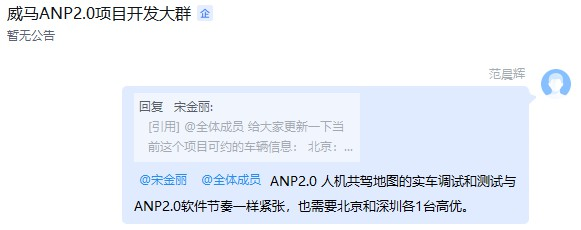 威马ANP2.0项目开发大群 企
暂无公告
范晨辉
回复 宋金丽:
[引用] @全体成员 给大家更新一下当
前这个项目可约的车辆信息： 北京：...
@宋金丽 @全体成员 ANP2.0 人机共驾地图的实车调试和测试与
ANP2.0软件节奏一样紧张，也需要北京和深圳各1台高优。